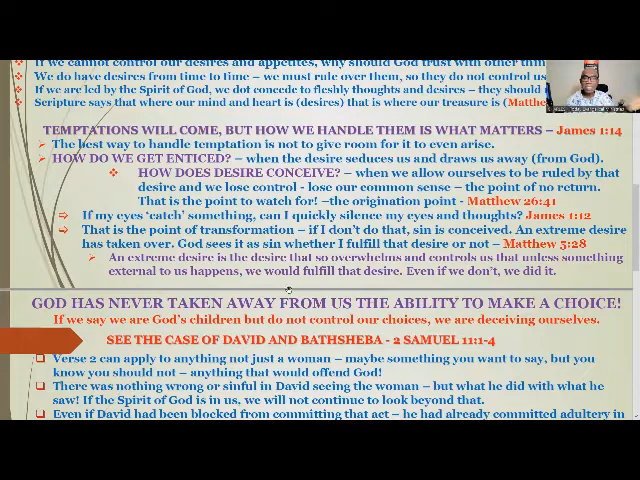 If we cannot control our desires and appetites, why should God trust with other thin
We do have desires from time to time – we must rule over them, so they do not control us
If we are led by the Spirit of God, we dot concede to fleshly thoughts and desires – they should
Scripture says that where our mind and heart is (desires) that is where our treasure is (Matthew
TEMPTATIONS WILL COME, BUT HOW WE HANDLE THEM IS WHAT MATTERS – James 1:14
The best way to handle temptation is not to give room for it to even arise.
HOW DO WE GET ENTICED? – when the desire seduces us and draws us away (from God).
HOW DOES DESIRE CONCEIVE? – when we allow ourselves to be ruled by that
desire and we lose control - lose our common sense – the point of no return.
That is the point to watch for! –the origination point - Matthew 26:41
If my eyes ‘catch’ something, can I quickly silence my eyes and thoughts? James 1:12
That is the point of transformation – if I don’t do that, sin is conceived. An extreme desire
has taken over. God sees it as sin whether I fulfill that desire or not – Matthew 5:28
An extreme desire is the desire that so overwhelms and controls us that unless something
external to us happens, we would fulfill that desire. Even if we don’t, we did it.
GOD HAS NEVER TAKEN AWAY FROM US THE ABILITY TO MAKE A CHOICE!
If we say we are God’s children but do not control our choices, we are deceiving ourselves.
SEE THE CASE OF DAVID AND BATHSHEBA - 2 SAMUEL 11:1-4
Verse 2 can apply to anything not just a woman – maybe something you want to say, but you
know you should not – anything that would offend God!
There was nothing wrong or sinful in David seeing the woman – but what he did with what he
saw! If the Spirit of God is in us, we will not continue to look beyond that.
Even if David had been blocked from committing that act – he had already committed adultery in